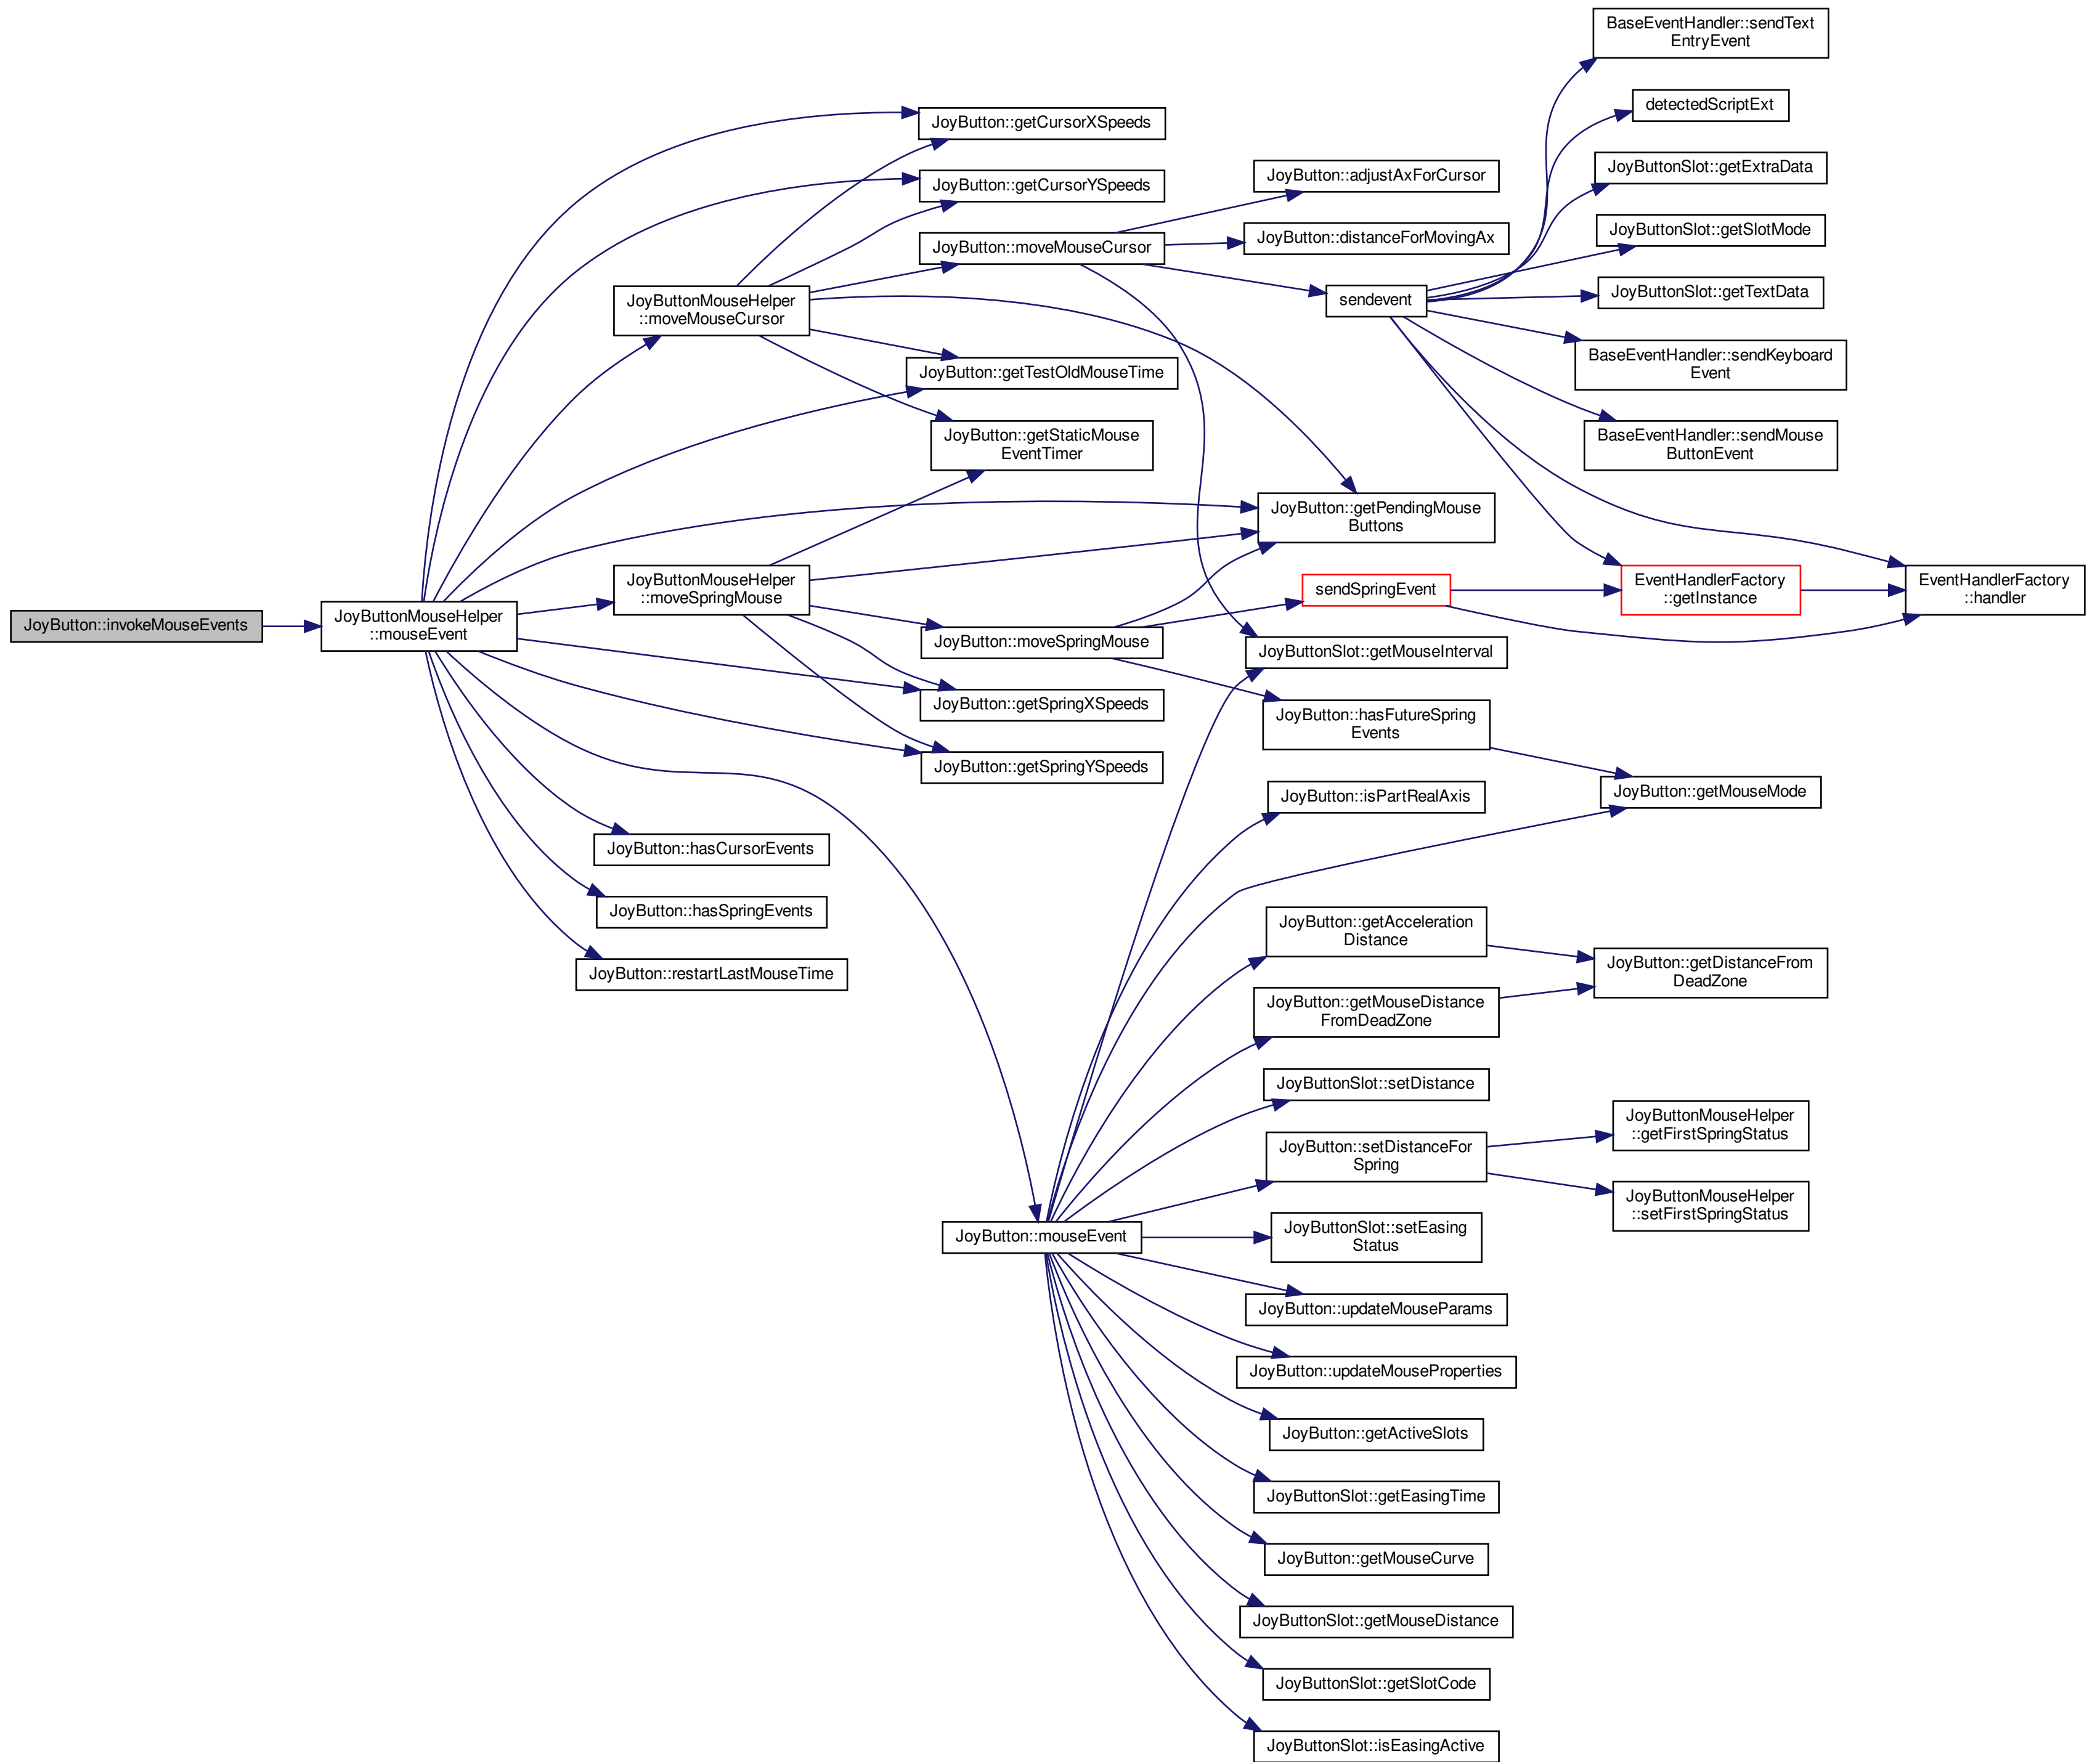 BaseEventHandler::sendText
EntryEvent
detectedScriptExt
JoyButton::getCursorXSpeeds
JoyButtonSlot::getExtraData
JoyButton::adjustAxForCursor
JoyButton::getCursorYSpeeds
JoyButtonSlot::getSlotMode
JoyButton::distanceForMovingAx
JoyButton::moveMouseCursor
JoyButtonSlot::getTextData
sendevent
JoyButtonMouseHelper
::moveMouseCursor
BaseEventHandler::sendKeyboard
Event
JoyButton::getTestOldMouseTime
BaseEventHandler::sendMouse
ButtonEvent
JoyButton::getStaticMouse
EventTimer
JoyButton::getPendingMouse
Buttons
JoyButtonMouseHelper
::moveSpringMouse
sendSpringEvent
EventHandlerFactory
::getInstance
EventHandlerFactory
::handler
JoyButton::invokeMouseEvents
JoyButtonMouseHelper
::mouseEvent
JoyButton::moveSpringMouse
JoyButtonSlot::getMouseInterval
JoyButton::getSpringXSpeeds
JoyButton::hasFutureSpring
Events
JoyButton::getSpringYSpeeds
JoyButton::isPartRealAxis
JoyButton::getMouseMode
JoyButton::hasCursorEvents
JoyButton::hasSpringEvents
JoyButton::getAcceleration
Distance
JoyButton::restartLastMouseTime
JoyButton::getDistanceFrom
DeadZone
JoyButton::getMouseDistance
FromDeadZone
JoyButtonSlot::setDistance
JoyButtonMouseHelper
::getFirstSpringStatus
JoyButton::setDistanceFor
Spring
JoyButtonMouseHelper
::setFirstSpringStatus
JoyButton::mouseEvent
JoyButtonSlot::setEasing
Status
JoyButton::updateMouseParams
JoyButton::updateMouseProperties
JoyButton::getActiveSlots
JoyButtonSlot::getEasingTime
JoyButton::getMouseCurve
JoyButtonSlot::getMouseDistance
JoyButtonSlot::getSlotCode
JoyButtonSlot::isEasingActive